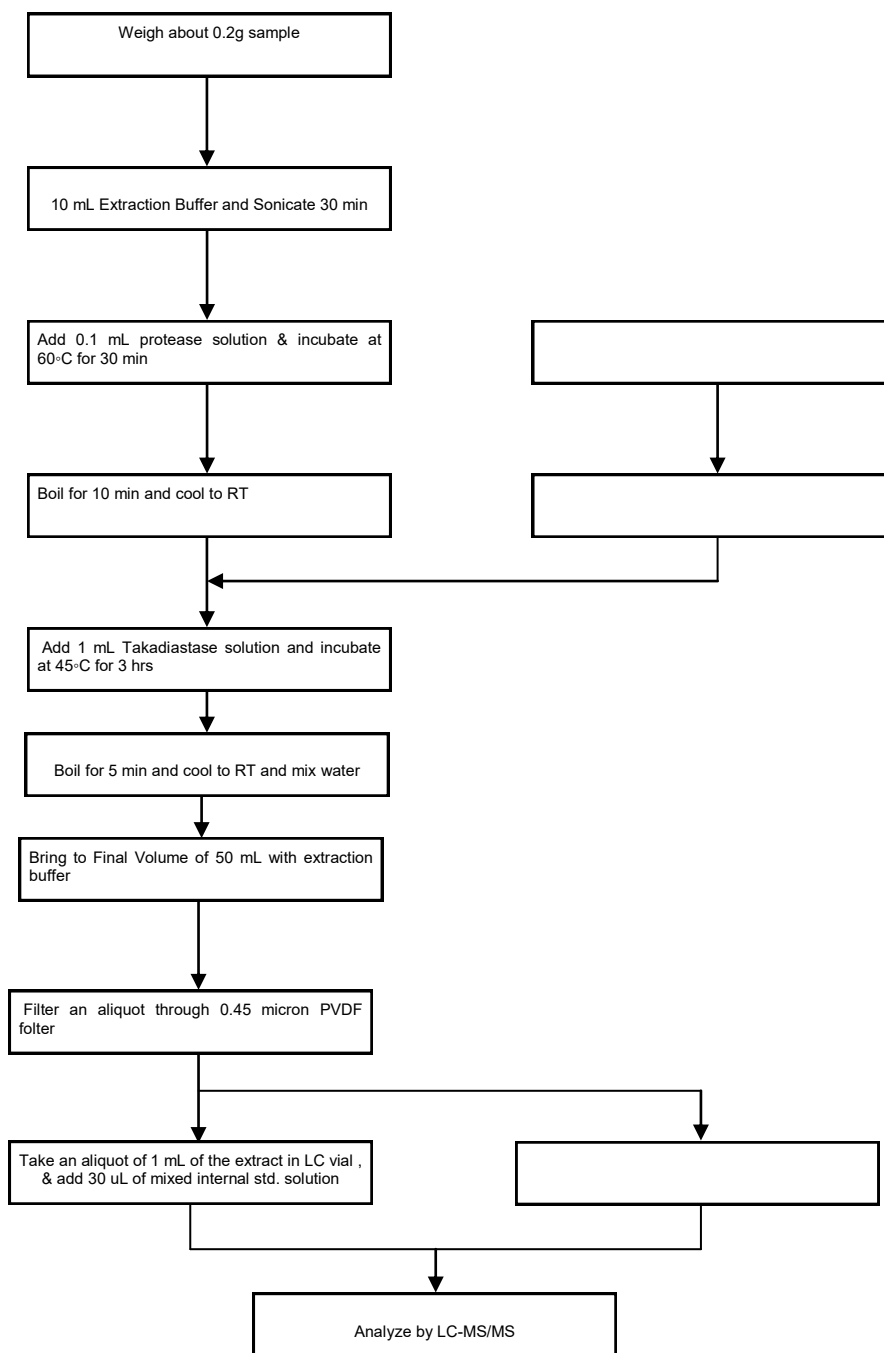 Weigh about 0.2g sample
10 mL Extraction Buffer and Sonicate 30 min
Add 0.1 mL protease solution & incubate at
60◦C for 30 min
Boil for 10 min and cool to RT
Add 1 mL Takadiastase solution and incubate
at 45◦C for 3 hrs
Boil for 5 min and cool to RT and mix water
Bring to Final Volume of 50 mL with extraction
buffer
Filter an aliquot through 0.45 micron PVDF
folter
Take an aliquot of 1 mL of the extract in LC vial ,
& add 30 uL of mixed internal std. solution
Analyze by LC-MS/MS